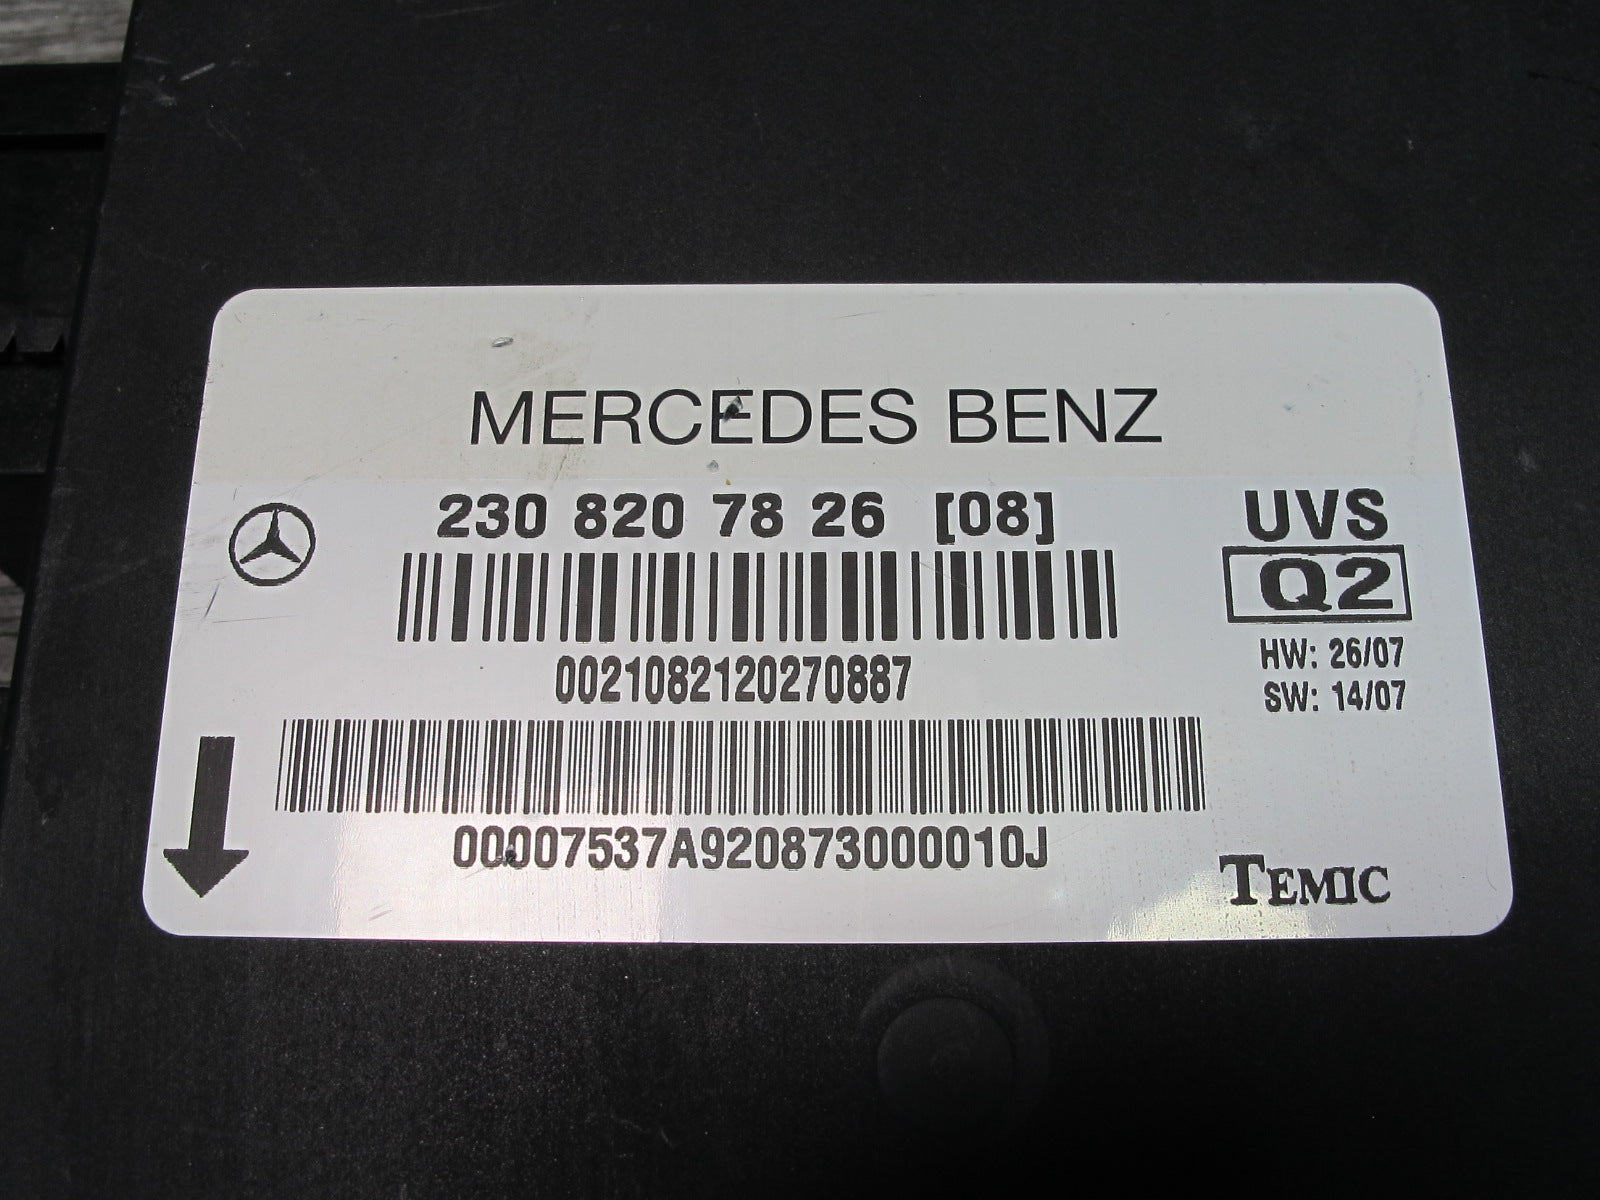 MERCEDES BENZ
230 820 78 26 [08]
UVS
Q2
HW: 26/07
SW: 14/07
0021082120270887
00007537A920873000010J
TEMIC